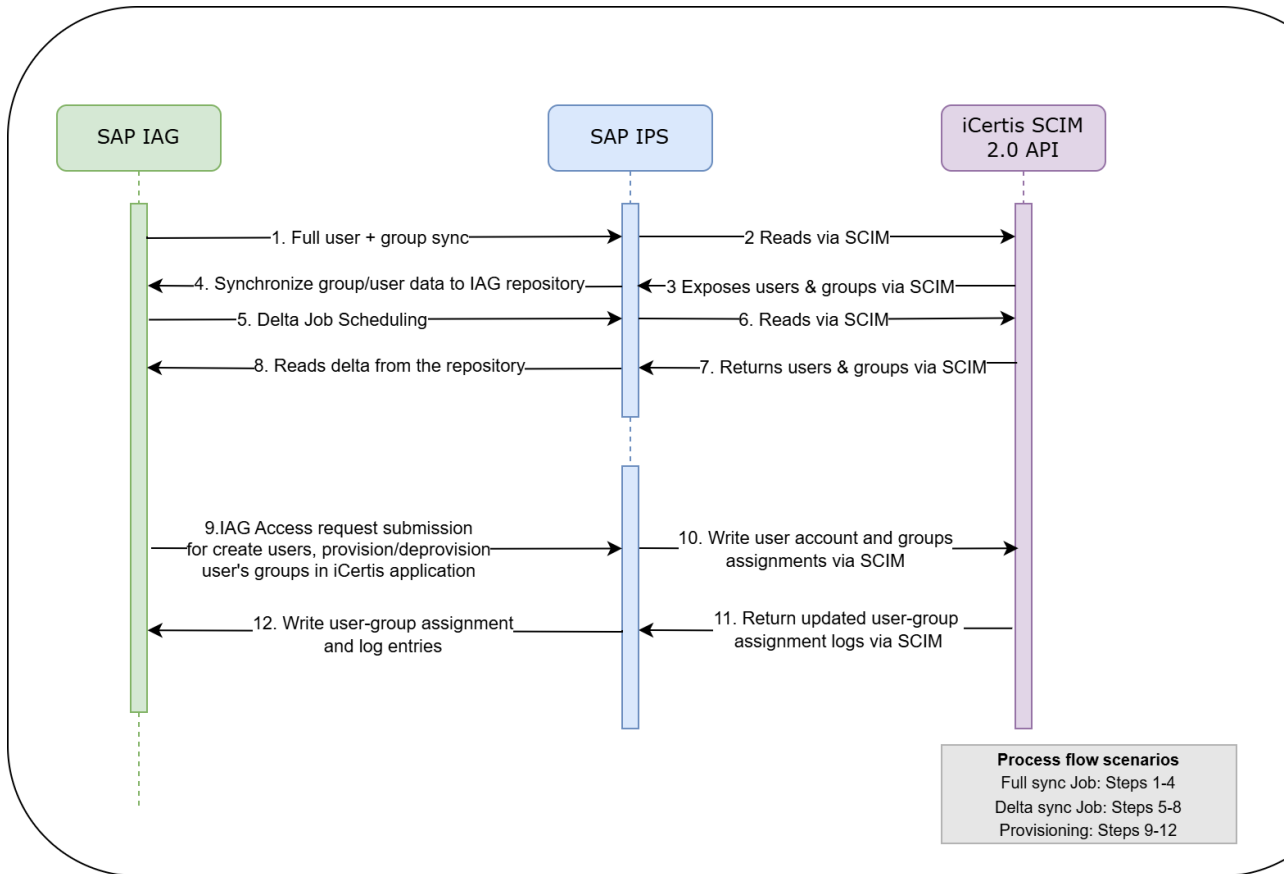 SAP IAG
SAP IPS
iCertis SCIM
2.0 API
1. Full user + group sync
2 Reads via SCIM
4. Synchronize group/user data to IAG repository
3 Exposes users & groups via SCIM
5. Delta Job Scheduling
6. Reads via SCIM
8. Reads delta from the repository
7. Returns users & groups via SCIM
9.IAG Access request submission
for create users, provision/deprovision
user's groups in iCertis application
10. Write user account and groups
assignments via SCIM
12. Write user-group assignment
and log entries
11. Return updated user-group
assignment logs via SCIM
Process flow scenarios
Full sync Job: Steps 1-4
Delta sync Job: Steps 5-8
Provisioning: Steps 9-12